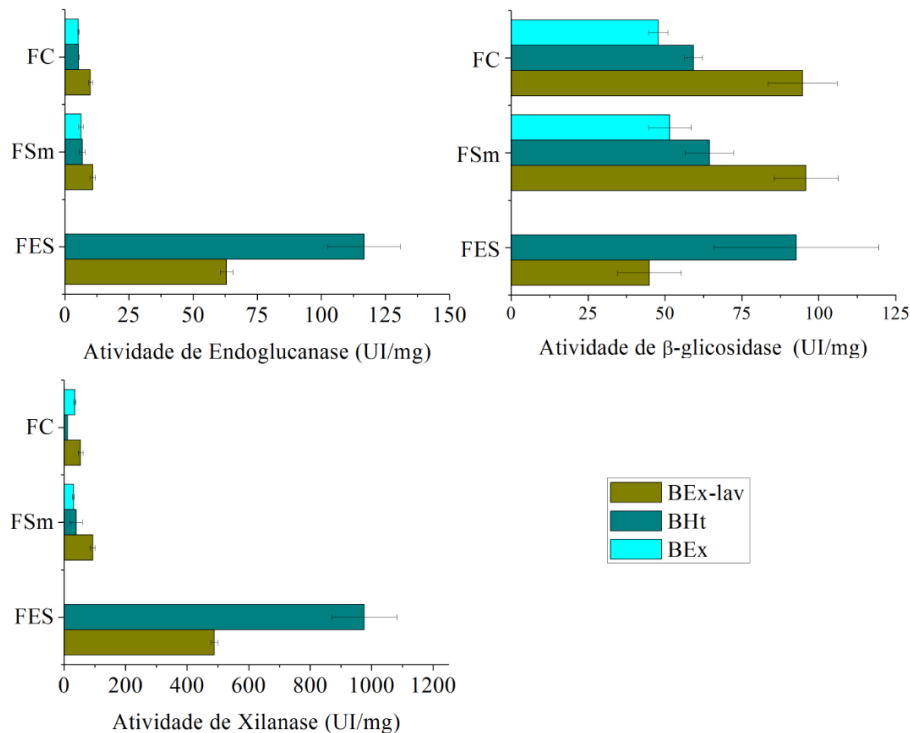 FC
FSm
FES
0 25 50 75 100 125 150
Atividade de Endoglucanase (UI/mg)
FC
FSm
FES
0 25 50 75 100 125
Atividade de β-glicosidase (UI/mg)
FC
FSm
FES
0 200 400 600 800 1000 1200
Atividade de Xilanase (UI/mg)
BEx-lav
BHt
BEx